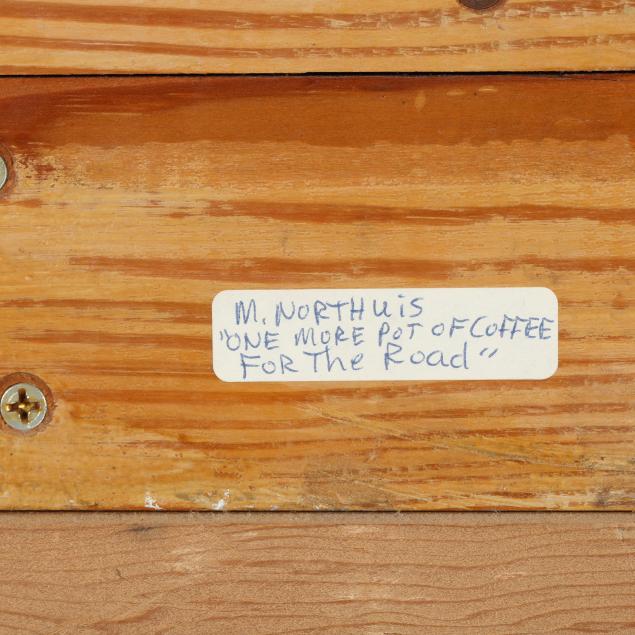 M. NORTHUiS
"ONE MORE POT OF COFFEE
FOR The Road"